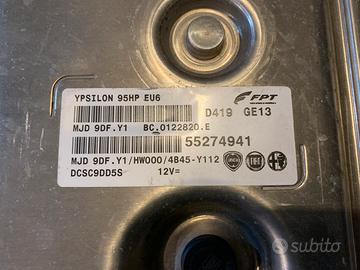 YPSILON 95HP EU6
FPT
D419 GE13
MJD 9DF.Y1 BC.0122820.E
55274941
MJD 9DF.Y1/HW000/4B45-Y112
DCSC9DD5S 12V=
subito